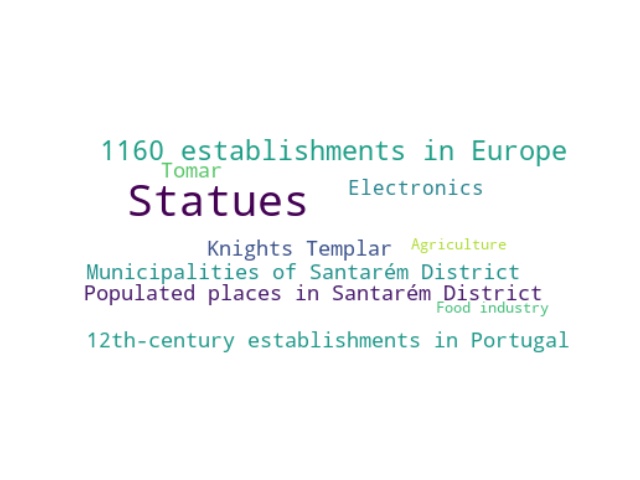 1160 establishments in Europe
Tomar
Electronics
Statues
Knights Templar
Agriculture
Municipalities of Santarém District
Populated places in Santarém District
Food industry
12th-century establishments in Portugal